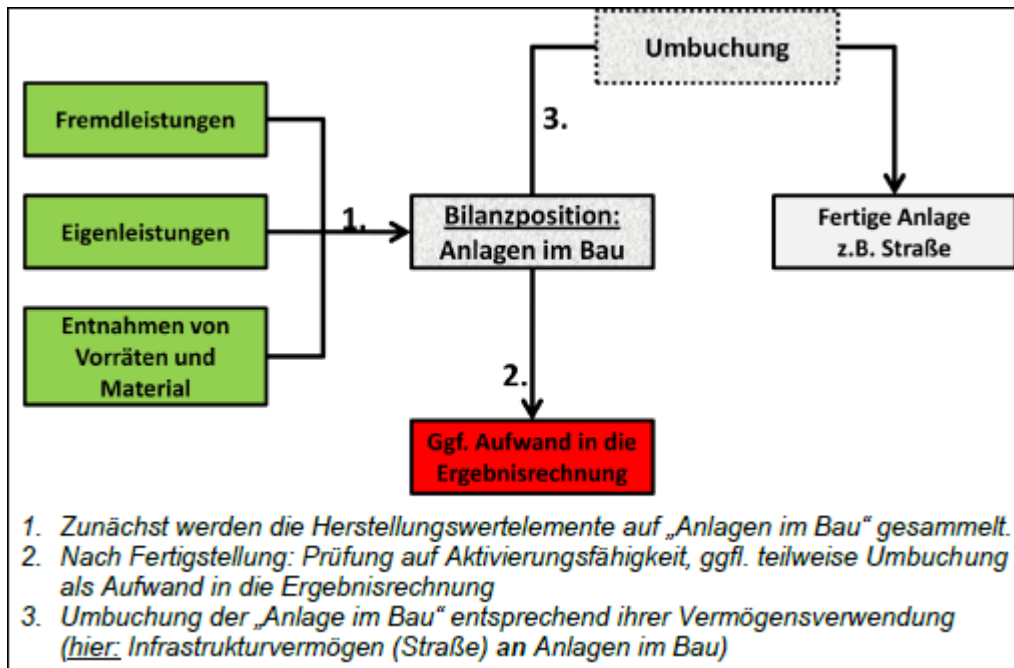 Umbuchung
Fremdleistungen
3.
Eigenleistungen
1.
Bilanzposition:
Anlagen im Bau
Fertige Anlage
z.B. Straße
Entnahmen von
Vorräten und
Material
2.
Ggf. Aufwand in die
Ergebnisrechnung
1. Zunächst werden die Herstellungswertelemente auf „Anlagen im Bau“ gesammelt.
2. Nach Fertigstellung: Prüfung auf Aktivierungsfähigkeit, ggfl. teilweise Umbuchung
als Aufwand in die Ergebnisrechnung
3. Umbuchung der „Anlage im Bau“ entsprechend ihrer Vermögensverwendung
(hier: Infrastrukturvermögen (Straße) an Anlagen im Bau)